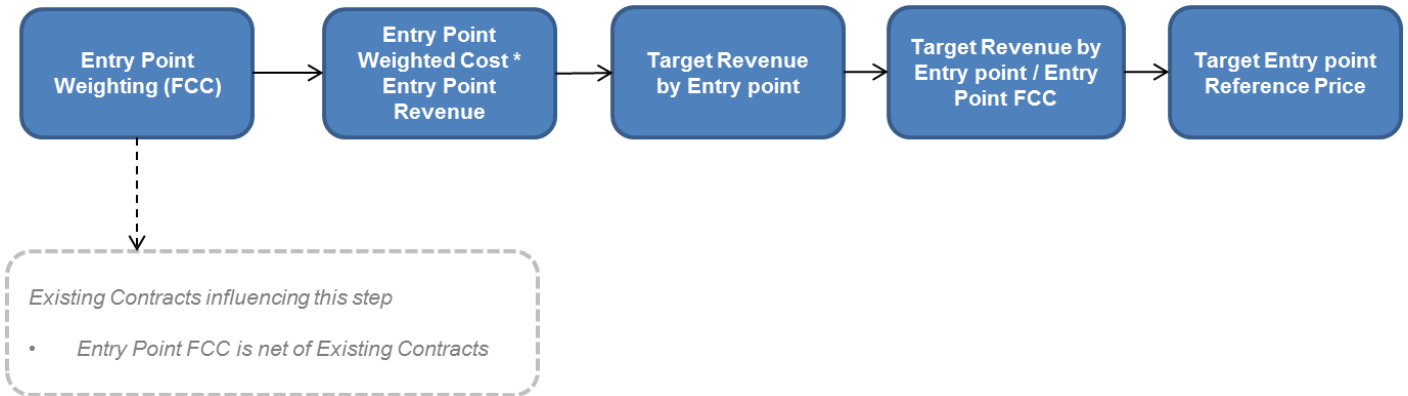 Entry Point
Weighting (FCC)
Entry Point
Weighted Cost *
Entry Point
Revenue
Target Revenue
by Entry point
Target Revenue by
Entry point / Entry
Point FCC
Target Entry point
Reference Price
Existing Contracts influencing this step
• Entry Point FCC is net of Existing Contracts